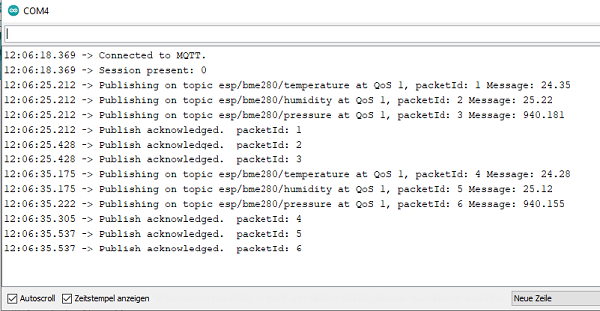 COM4
12:06:18.369 -> Connected to MQTT.
12:06:18.369 -> Session present: 0
12:06:25.212 -> Publishing on topic esp/bme280/temperature at QoS 1, packetId: 1 Message: 24.35
12:06:25.212 -> Publishing on topic esp/bme280/humidity at QoS 1, packetId: 2 Message: 25.22
12:06:25.212 -> Publishing on topic esp/bme280/pressure at QoS 1, packetId: 3 Message: 940.181
12:06:25.212 -> Publish acknowledged.  packetId: 1
12:06:25.428 -> Publish acknowledged.  packetId: 2
12:06:25.428 -> Publish acknowledged.  packetId: 3
12:06:35.175 -> Publishing on topic esp/bme280/temperature at QoS 1, packetId: 4 Message: 24.28
12:06:35.175 -> Publishing on topic esp/bme280/humidity at QoS 1, packetId: 5 Message: 25.12
12:06:35.222 -> Publishing on topic esp/bme280/pressure at QoS 1, packetId: 6 Message: 940.155
12:06:35.305 -> Publish acknowledged.  packetId: 4
12:06:35.537 -> Publish acknowledged.  packetId: 5
12:06:35.537 -> Publish acknowledged.  packetId: 6
Autoscroll Zeitstempel anzeigen Neue Zeile